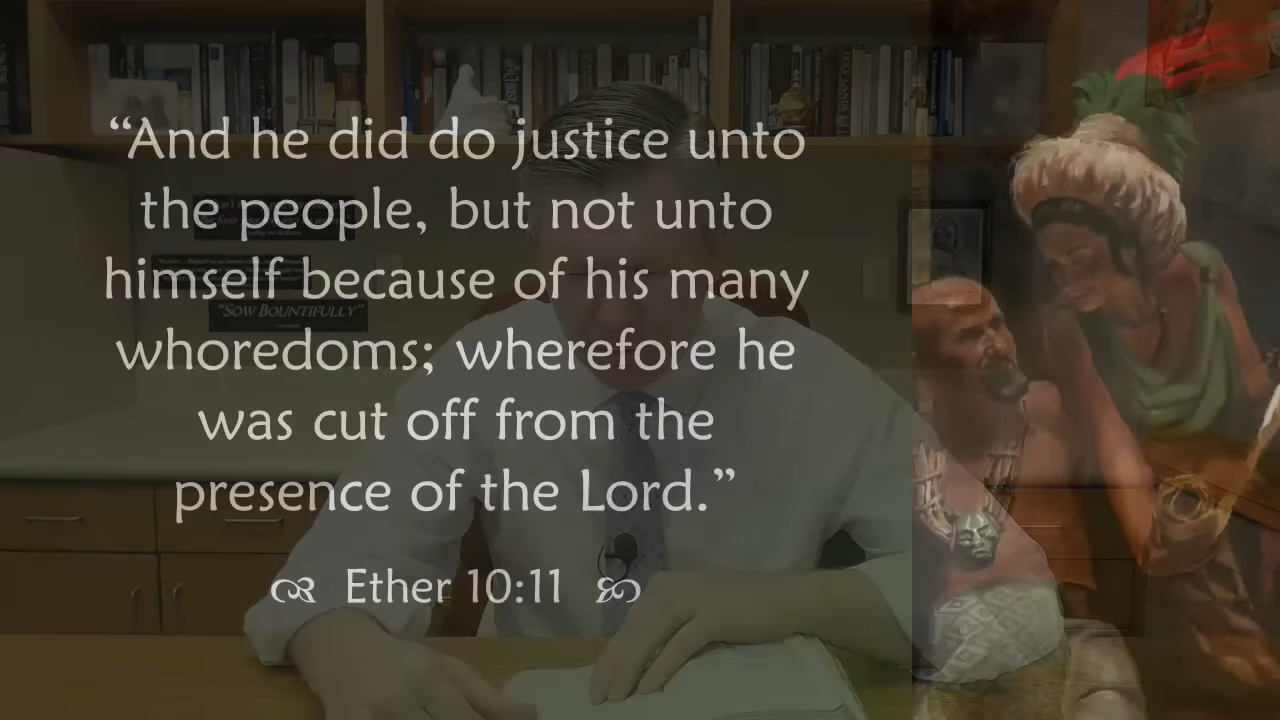 “And he did do justice unto
the people, but not unto
himself because of his many
whoredoms; wherefore he
was cut off from the
presence of the Lord.”
Ether 10:11
“SOW BOUNTIFULLY”